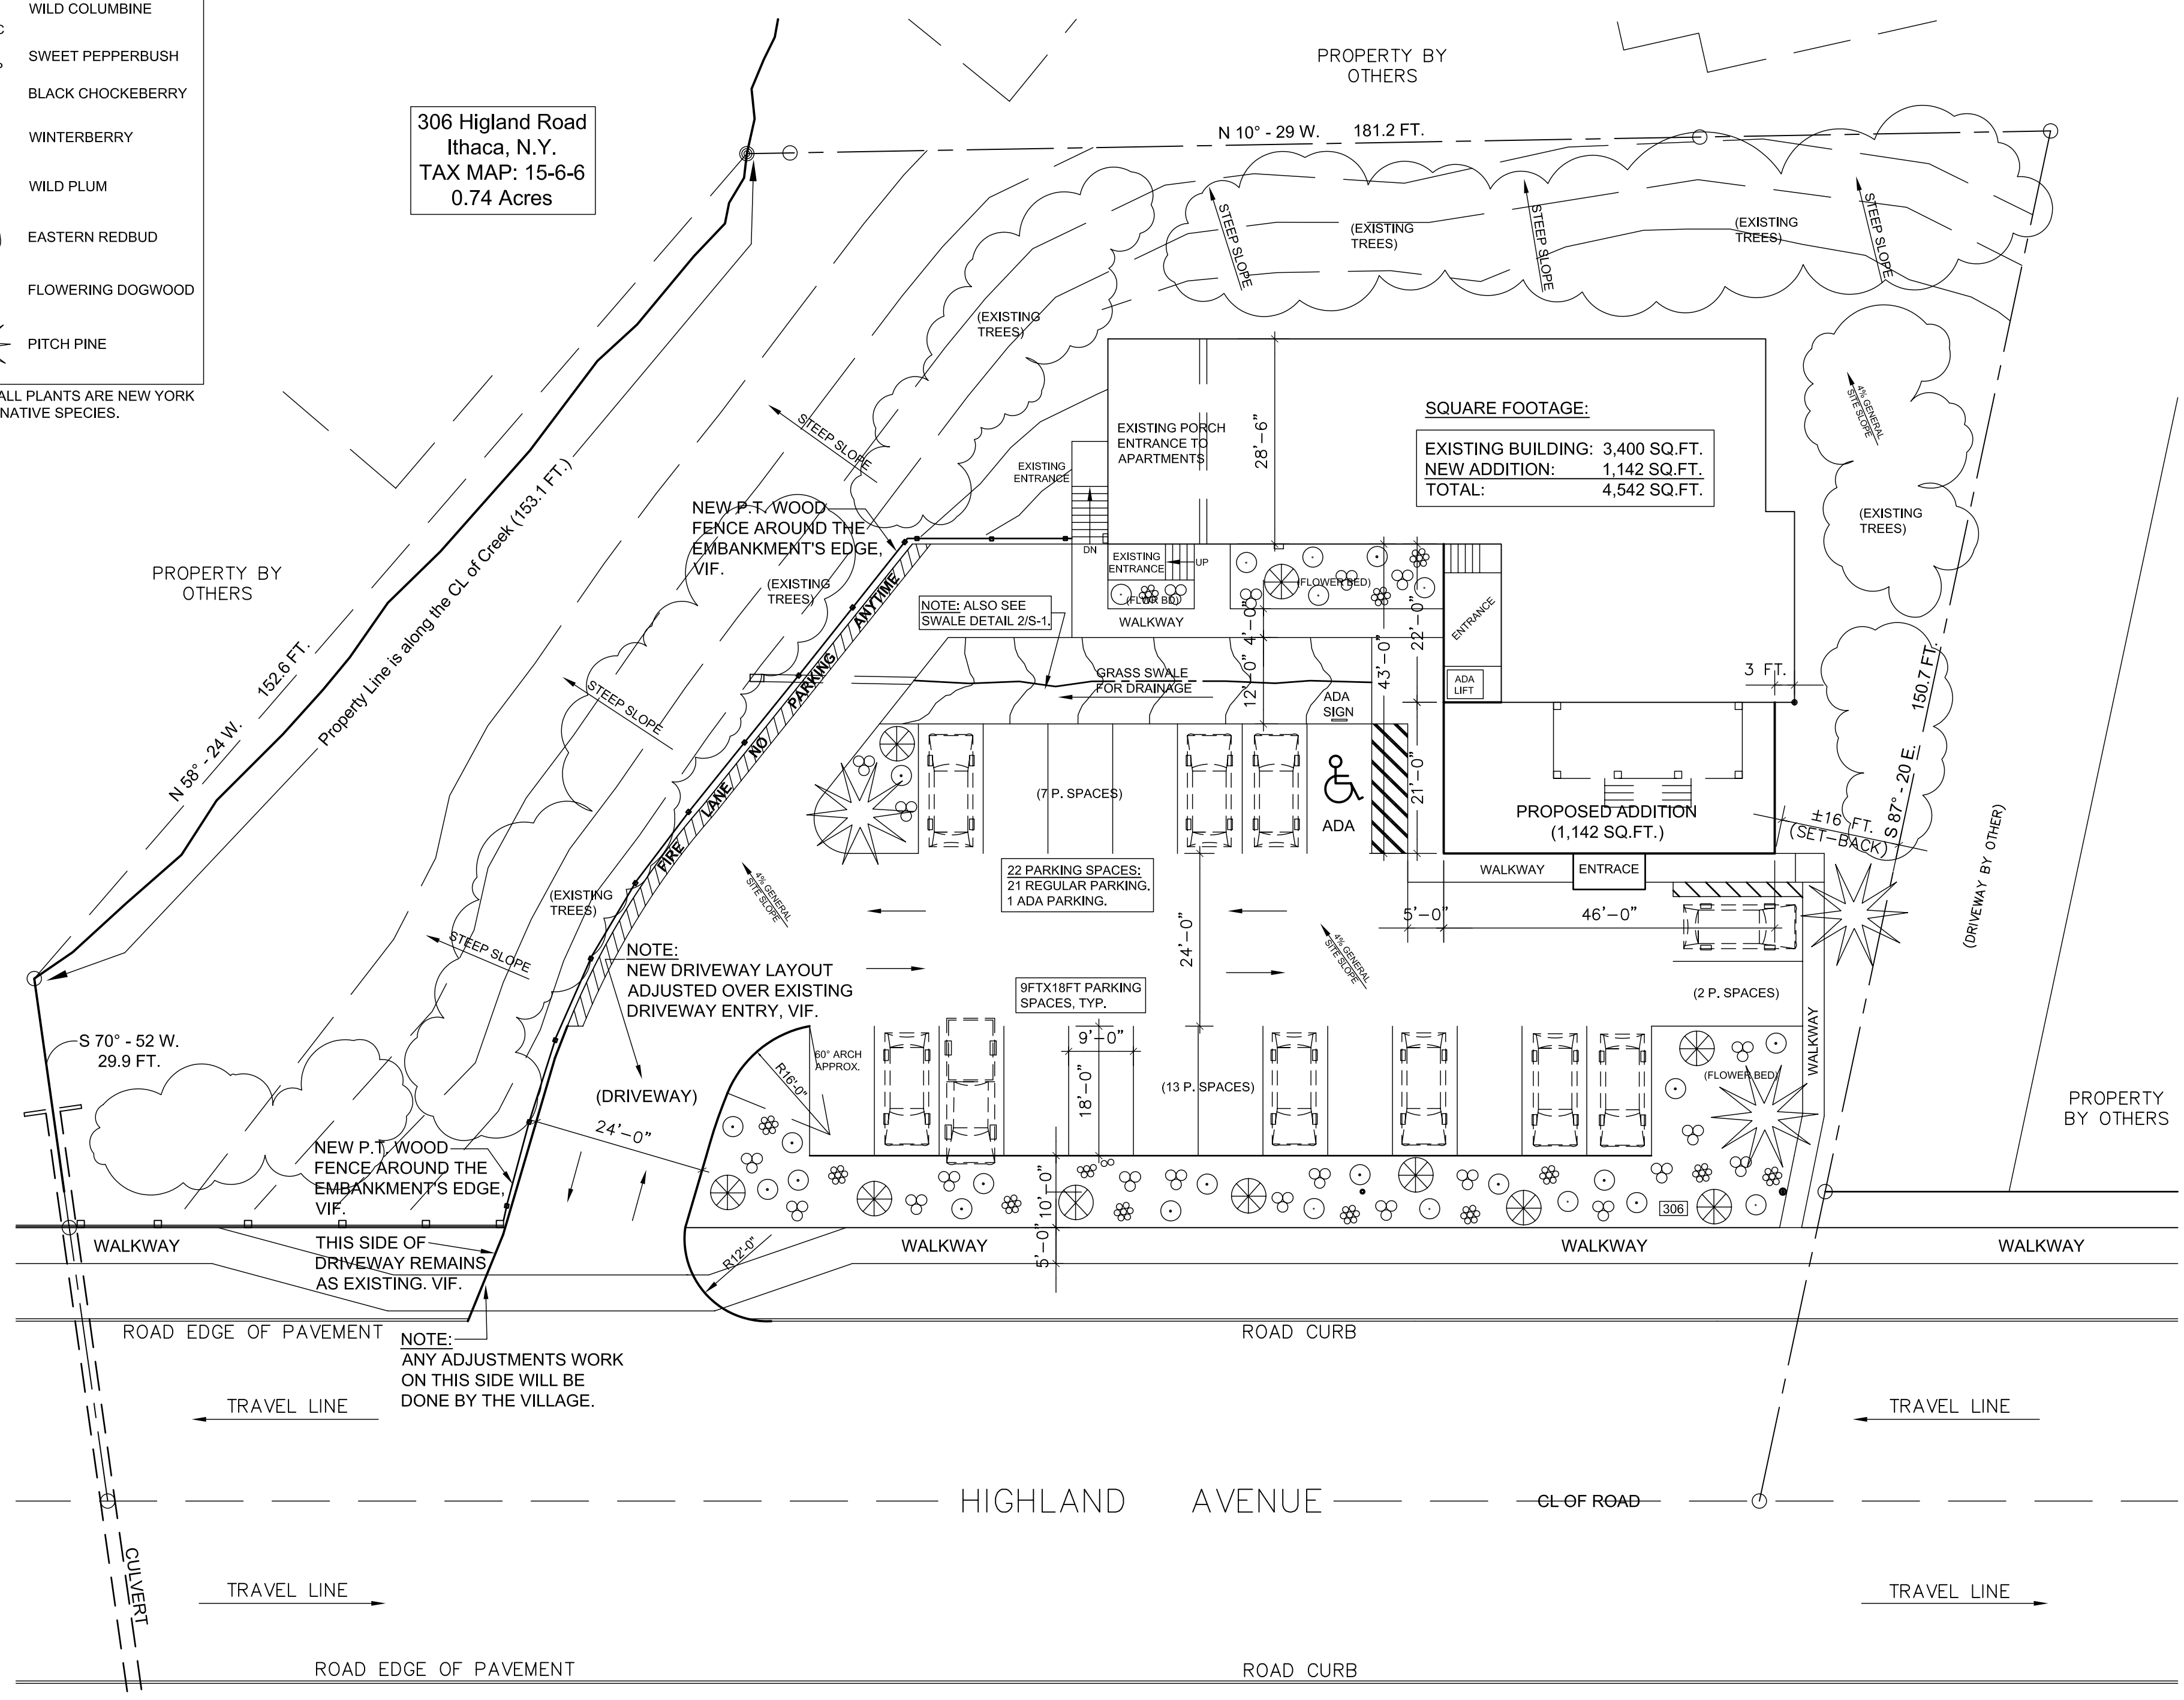 WILD COLUMBINE
SWEET PEPPERBUSH
BLACK CHOCKEBERRY
WINTERBERRY
WILD PLUM
EASTERN REDBUD
FLOWERING DOGWOOD
PITCH PINE
ALL PLANTS ARE NEW YORK
NATIVE SPECIES.
306 Higland Road
Ithaca, N.Y.
TAX MAP: 15-6-6
0.74 Acres
PROPERTY BY
OTHERS
N 10° - 29 W. 181.2 FT.
STEEP SLOPE
(EXISTING
TREES)
STEEP SLOPE
(EXISTING
TREES)
STEEP SLOPE
(EXISTING
TREES)
4% GENERAL
SITE SLOPE
(EXISTING
TREES)
SQUARE FOOTAGE:
EXISTING BUILDING: 3,400 SQ.FT.
NEW ADDITION: 1,142 SQ.FT.
TOTAL: 4,542 SQ.FT.
28'-6"
EXISTING PORCH
ENTRANCE TO
APARTMENTS
EXISTING
ENTRANCE
DN
EXISTING
ENTRANCE
UP
(FLWR BD)
(FLOWER BED)
WALKWAY
STEEP SLOPE
NEW P.T. WOOD
FENCE AROUND THE
EMBANKMENT'S EDGE,
VIF.
(EXISTING
TREES)
NOTE: ALSO SEE
SWALE DETAIL 2/S-1.
GRASS SWALE
FOR DRAINAGE
4'-0"
12'-0"
43'-0"
22'-0"
21'-0"
ENTRANCE
ADA
LIFT
ADA
SIGN
ADA
3 FT.
PROPERTY BY
OTHERS
Property Line is along the CL of Creek (153.1 FT.)
152.6 FT.
N 58° - 24 W.
STEEP SLOPE
FIRE LANE NO PARKING ANYTIME
(7 P. SPACES)
PROPOSED ADDITION
(1,142 SQ.FT.)
±16 FT.
(SET-BACK)
S 87° - 20 E. 150.7 FT.
(DRIVEWAY BY OTHER)
22 PARKING SPACES:
21 REGULAR PARKING.
1 ADA PARKING.
WALKWAY
ENTRACE
5'-0"
46'-0"
24'-0"
4% GENERAL
SITE SLOPE
4% GENERAL
SITE SLOPE
(EXISTING
TREES)
STEEP SLOPE
NOTE:
NEW DRIVEWAY LAYOUT
ADJUSTED OVER EXISTING
DRIVEWAY ENTRY, VIF.
9FTX18FT PARKING
SPACES, TYP.
(2 P. SPACES)
WALKWAY
S 70° - 52 W.
29.9 FT.
60° ARCH
APPROX.
R16'-0"
9'-0"
18'-0"
(13 P. SPACES)
(FLOWER BED)
PROPERTY
BY OTHERS
(DRIVEWAY)
24'-0"
NEW P.T. WOOD
FENCE AROUND THE
EMBANKMENT'S EDGE,
VIF.
10'-0"
5'-0"
306
WALKWAY
THIS SIDE OF
DRIVEWAY REMAINS
AS EXISTING. VIF.
R12'-0"
WALKWAY
WALKWAY
WALKWAY
ROAD EDGE OF PAVEMENT
ROAD CURB
NOTE:
ANY ADJUSTMENTS WORK
ON THIS SIDE WILL BE
DONE BY THE VILLAGE.
TRAVEL LINE
TRAVEL LINE
HIGHLAND AVENUE
CL OF ROAD
CULVERT
TRAVEL LINE
TRAVEL LINE
ROAD EDGE OF PAVEMENT
ROAD CURB